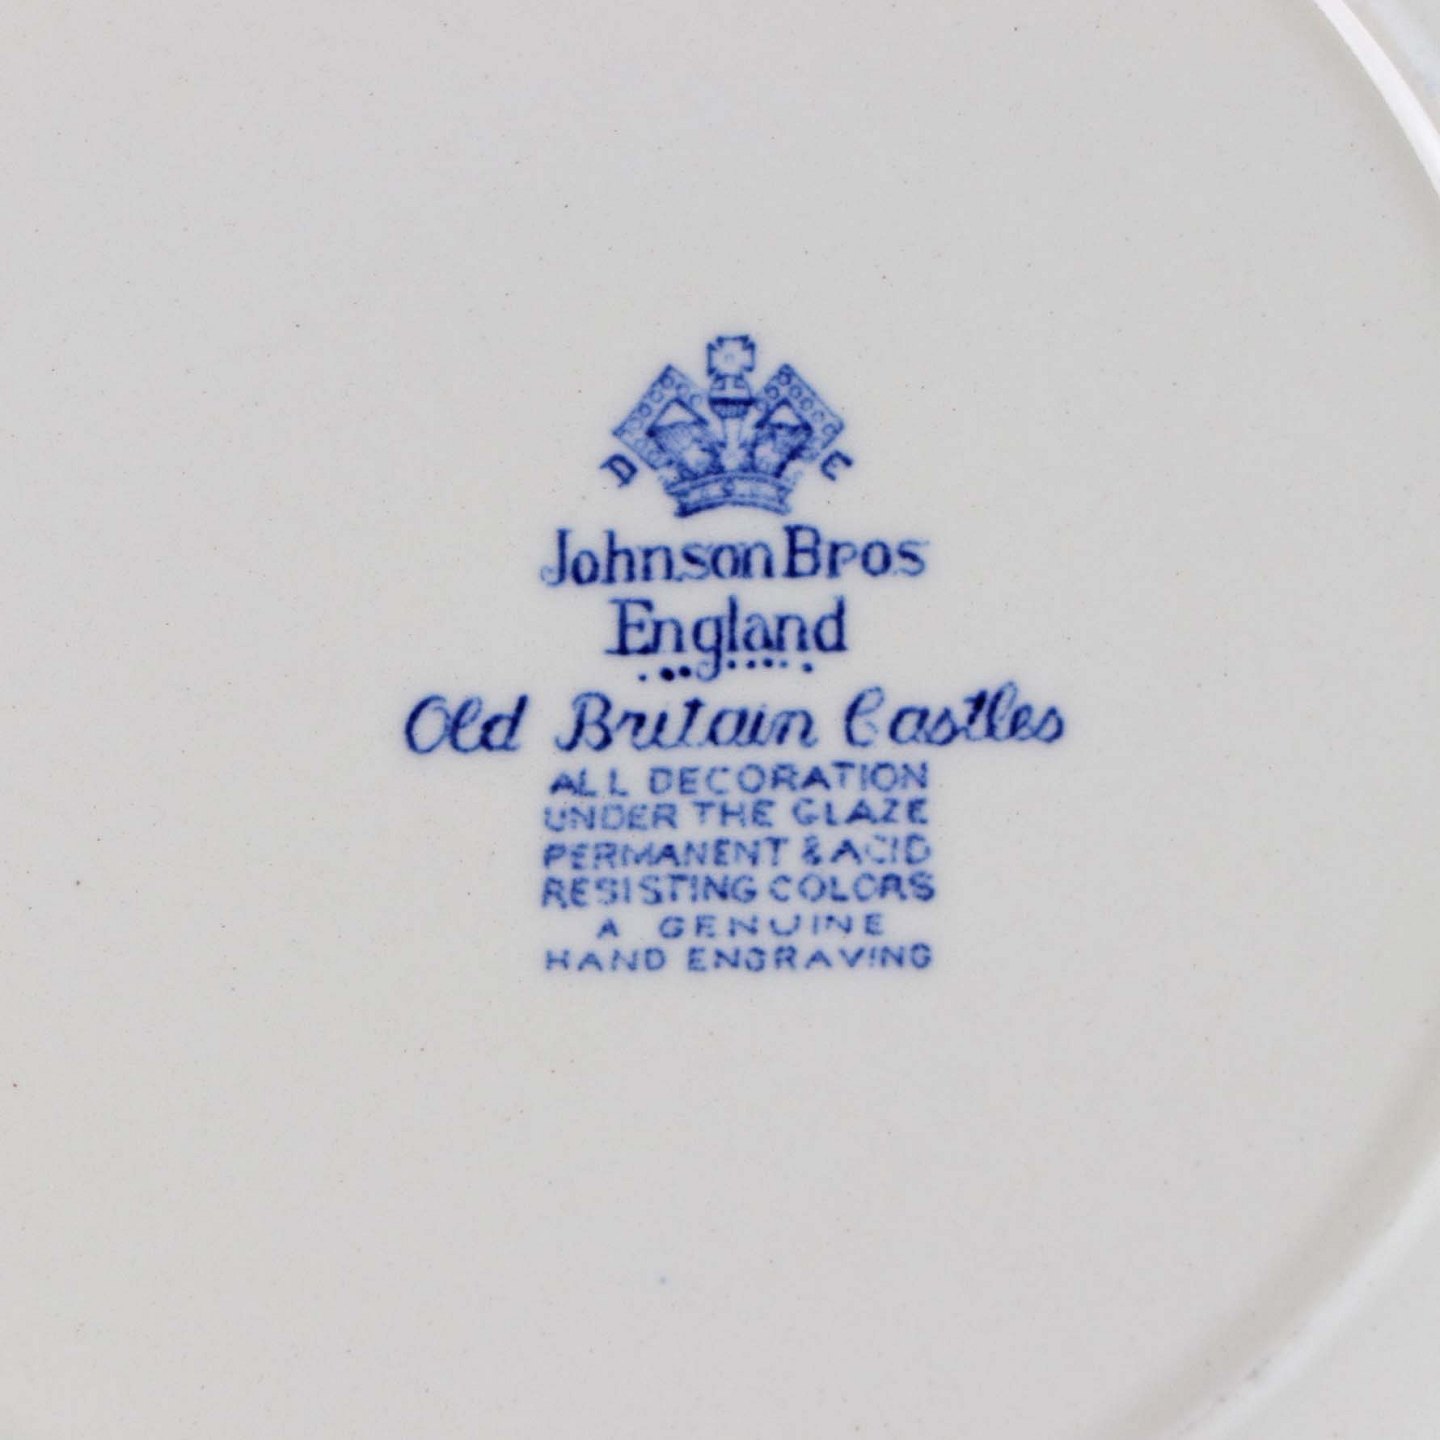 D E
Johnson Bros
England
Old Britain Castles
ALL DECORATION
UNDER THE GLAZE
PERMANENT & ACID
RESISTING COLORS
A GENUINE
HAND ENGRAVING